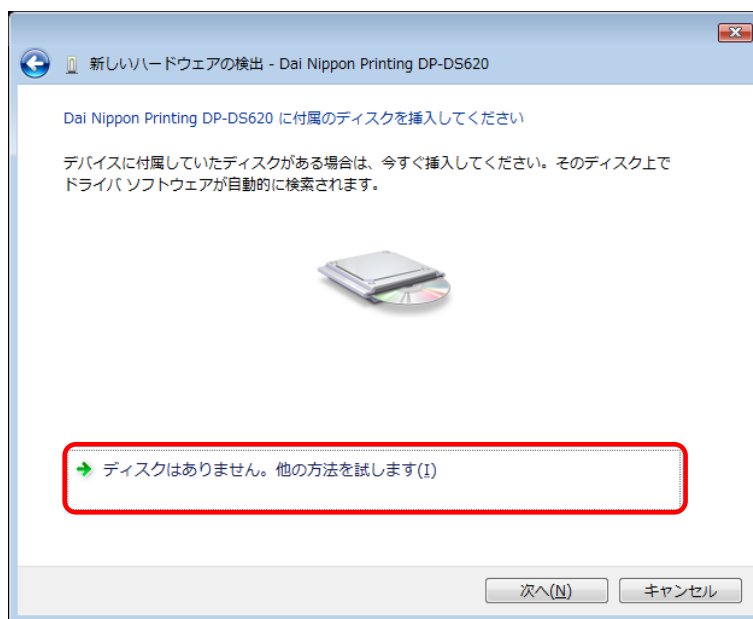 新しいハードウェアの検出 - Dai Nippon Printing DP-DS620
Dai Nippon Printing DP-DS620 に付属のディスクを挿入してください
デバイスに付属していたディスクがある場合は、今すぐ挿入してください。そのディスク上で
ドライバ ソフトウェアが自動的に検索されます。
ディスクはありません。他の方法を試します(I)
次へ(N) キャンセル